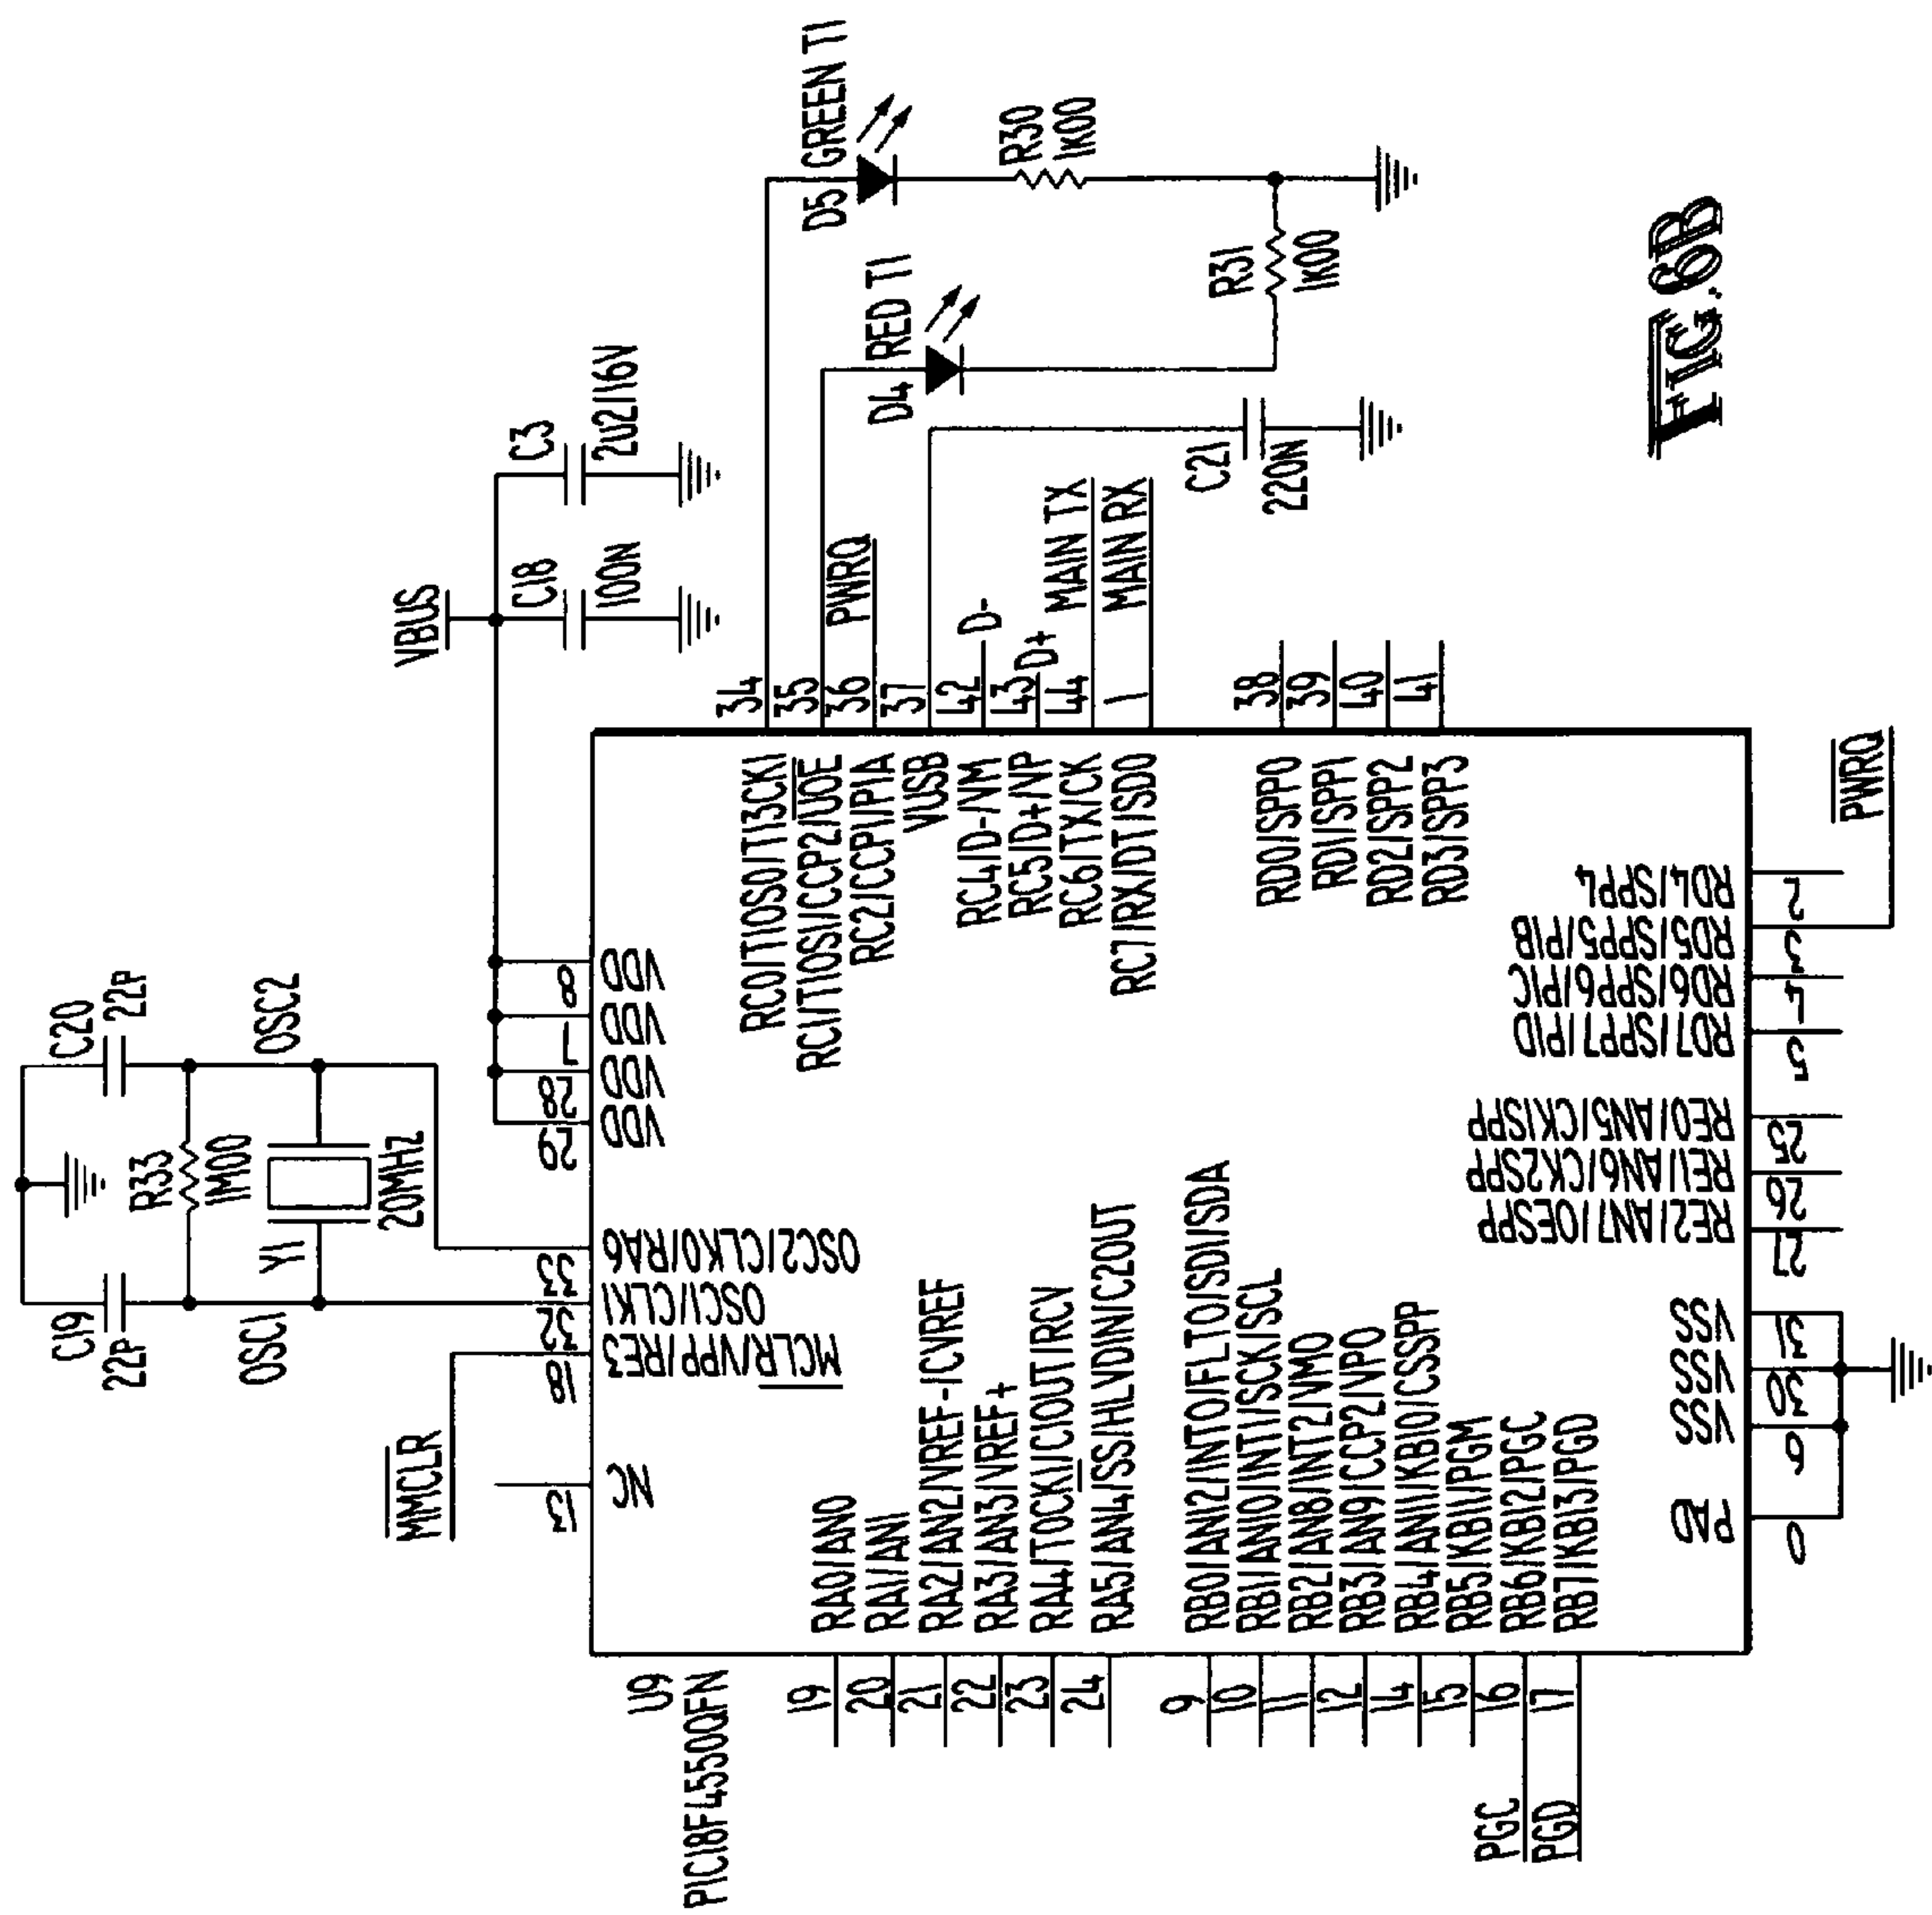 C19
22P
C20
22P
R33
1M00
OSC1
OSC2
Y1
20MHz
MMCLR
VBUS
C18
100N
C3
2U2/16V
U9
PIC18F4550QFN
13
NC
18
MCLR/VPP/RE3
32
OSC1/CLK1
33
OSC2/CLK0/RA6
29
VDD
28
VDD
7
VDD
8
VDD
19
RA0/AN0
20
RA1/AN1
21
RA2/AN2/VREF-/CVREF
22
RA3/AN3/VREF+
23
RA4/T0CK1/C1OUT/RCV
24
RA5/AN4/SS/HLVDIN/C2OUT
9
RB0/AN12/INT0/FLT0/SDI/SDA
10
RB1/AN10/INT1/SCK/SCL
11
RB2/AN8/INT2/VMO
12
RB3/AN9/CCP2/VPO
14
RB4/AN11/KBI0/CSSPP
15
RB5/KBI1/PGM
16
RB6/KBI2/PGC
17
RB7/KBI3/PGD
PGC
PGD
RC0/T1OSO/T13CK1
34
RC1/T1OSI/CCP2/UOE
35
RC2/CCP1/P1A
36
PWRQ
VUSB
37
RC4/D-/VM
42
D-
RC5/D+/VP
43
D+
RC6/TX/CK
44
MAIN TX
RC7/RX/DT/SDO
1
MAIN RX
RD0/SPP0
38
RD1/SPP1
39
RD2/SPP2
40
RD3/SPP3
41
D5
GREEN T1
R30
1K00
D4
RED T1
R31
1K00
C21
220N
PAD
0
VSS
6
VSS
30
VSS
31
RE2/AN7/OESPP
27
RE1/AN6/CK2SPP
26
RE0/AN5/CK1SPP
25
RD7/SPP7/P1D
5
RD6/SPP6/P1C
4
RD5/SPP5/P1B
3
RD4/SPP4
2
PWRQ
FIG.6B